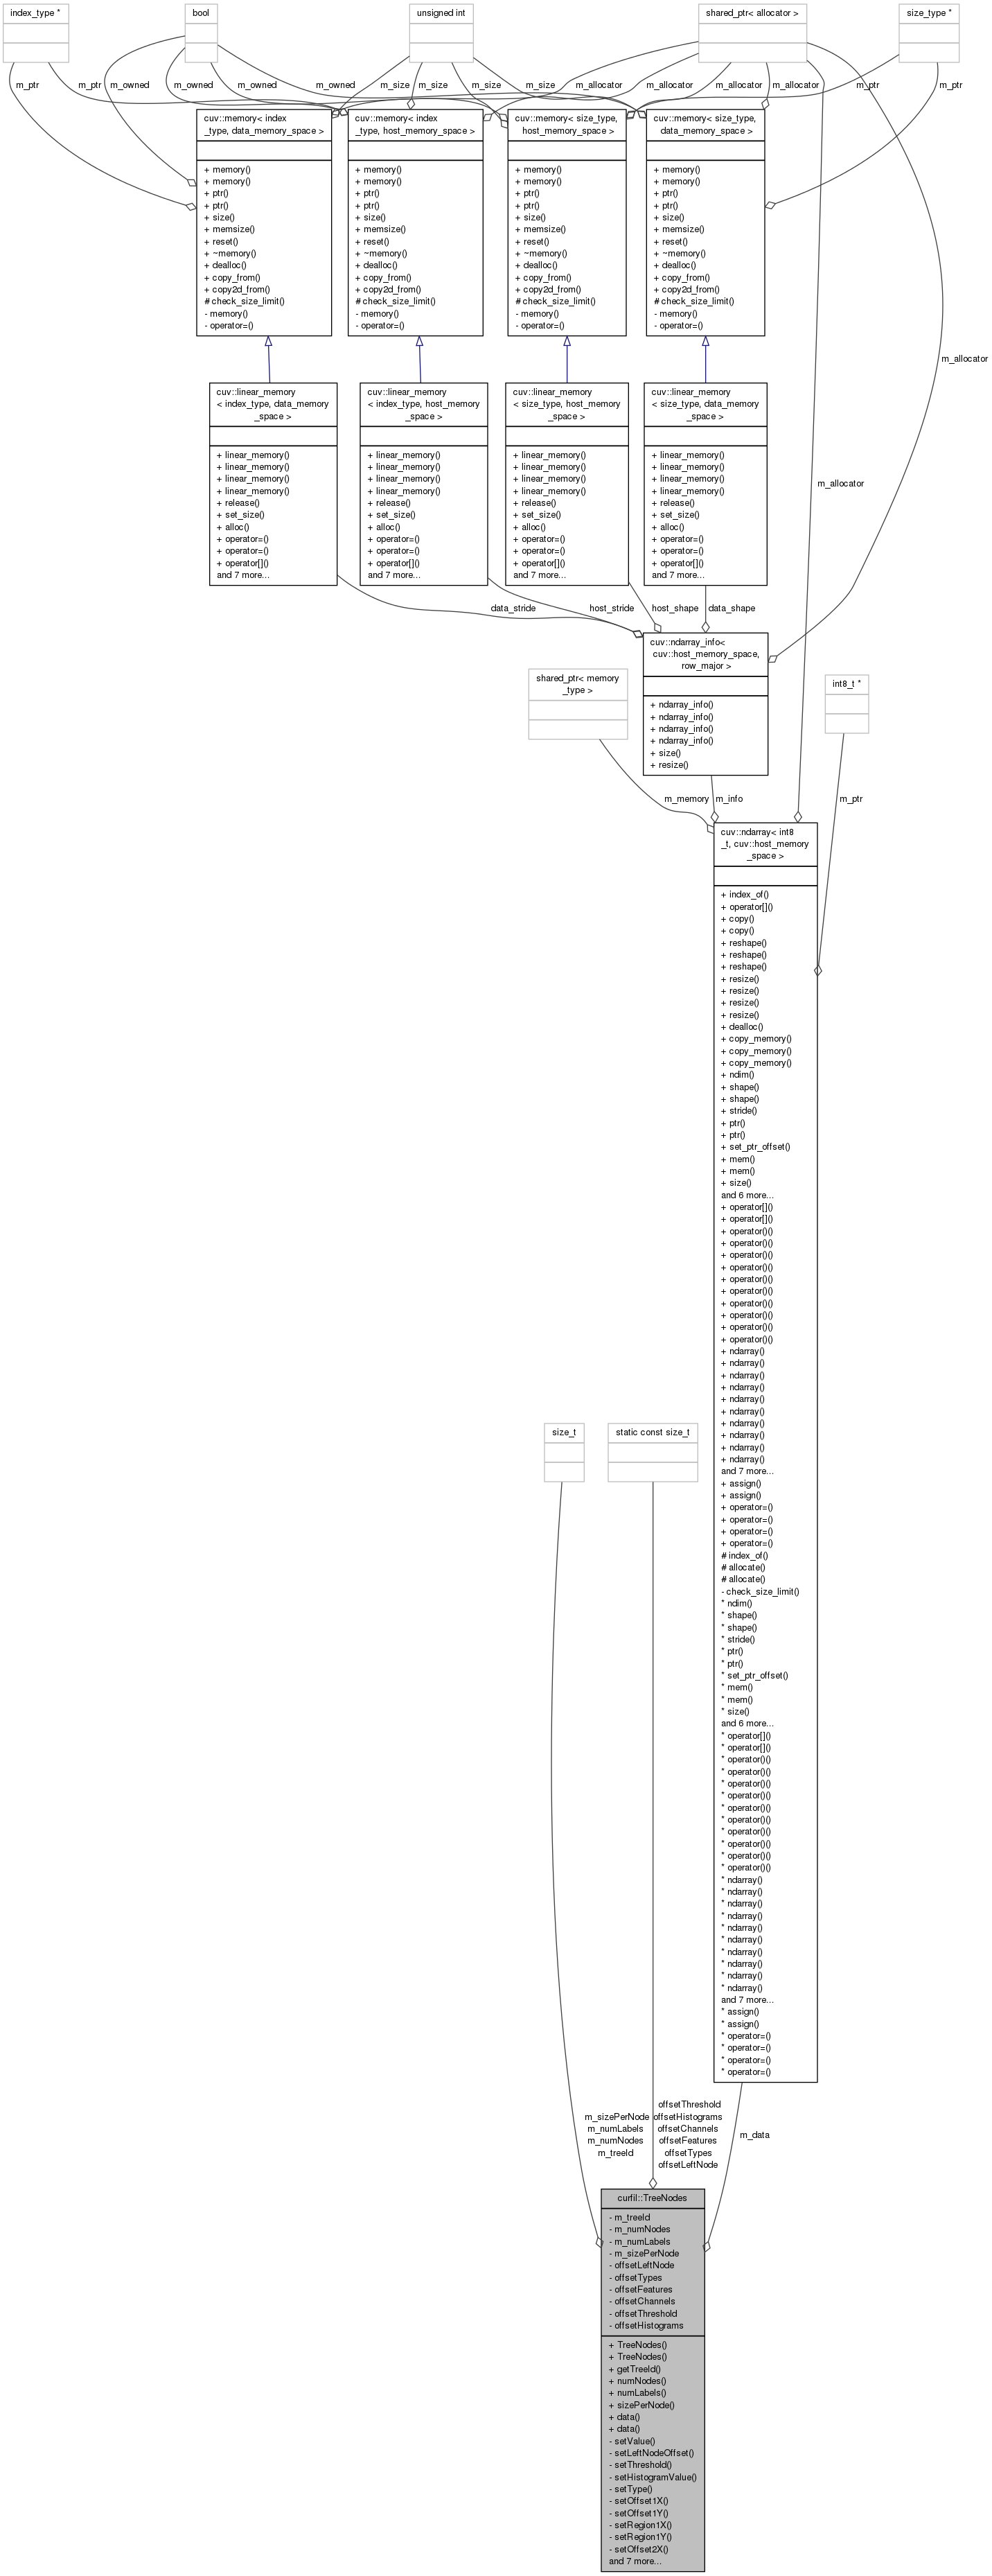 index_type *
bool
unsigned int
shared_ptr< allocator >
size_type *
m_ptr
m_ptr
m_owned
m_owned
m_owned
m_owned
m_size
m_size
m_size
m_size
m_allocator
m_allocator
m_allocator
m_allocator
m_ptr
m_ptr
cuv::memory< index
_type, data_memory_space >
+ memory()
+ memory()
+ ptr()
+ ptr()
+ size()
+ memsize()
+ reset()
+ ~memory()
+ dealloc()
+ copy_from()
+ copy2d_from()
# check_size_limit()
- memory()
- operator=()
cuv::memory< index
_type, host_memory_space >
+ memory()
+ memory()
+ ptr()
+ ptr()
+ size()
+ memsize()
+ reset()
+ ~memory()
+ dealloc()
+ copy_from()
+ copy2d_from()
# check_size_limit()
- memory()
- operator=()
cuv::memory< size_type,
host_memory_space >
+ memory()
+ memory()
+ ptr()
+ ptr()
+ size()
+ memsize()
+ reset()
+ ~memory()
+ dealloc()
+ copy_from()
+ copy2d_from()
# check_size_limit()
- memory()
- operator=()
cuv::memory< size_type,
data_memory_space >
+ memory()
+ memory()
+ ptr()
+ ptr()
+ size()
+ memsize()
+ reset()
+ ~memory()
+ dealloc()
+ copy_from()
+ copy2d_from()
# check_size_limit()
- memory()
- operator=()
m_allocator
cuv::linear_memory
< index_type, data_memory
_space >
+ linear_memory()
+ linear_memory()
+ linear_memory()
+ linear_memory()
+ release()
+ set_size()
+ alloc()
+ operator=()
+ operator=()
+ operator[]()
and 7 more...
cuv::linear_memory
< index_type, host_memory
_space >
+ linear_memory()
+ linear_memory()
+ linear_memory()
+ linear_memory()
+ release()
+ set_size()
+ alloc()
+ operator=()
+ operator=()
+ operator[]()
and 7 more...
cuv::linear_memory
< size_type, host_memory
_space >
+ linear_memory()
+ linear_memory()
+ linear_memory()
+ linear_memory()
+ release()
+ set_size()
+ alloc()
+ operator=()
+ operator=()
+ operator[]()
and 7 more...
cuv::linear_memory
< size_type, data_memory
_space >
+ linear_memory()
+ linear_memory()
+ linear_memory()
+ linear_memory()
+ release()
+ set_size()
+ alloc()
+ operator=()
+ operator=()
+ operator[]()
and 7 more...
m_allocator
data_stride
host_stride
host_shape
data_shape
cuv::ndarray_info<
cuv::host_memory_space,
row_major >
+ ndarray_info()
+ ndarray_info()
+ ndarray_info()
+ ndarray_info()
+ size()
+ resize()
shared_ptr< memory
_type >
int8_t *
m_memory
m_info
m_ptr
cuv::ndarray< int8
_t, cuv::host_memory
_space >
+ index_of()
+ operator[]()
+ copy()
+ copy()
+ reshape()
+ reshape()
+ reshape()
+ resize()
+ resize()
+ resize()
+ resize()
+ dealloc()
+ copy_memory()
+ copy_memory()
+ copy_memory()
+ ndim()
+ shape()
+ shape()
+ stride()
+ ptr()
+ ptr()
+ set_ptr_offset()
+ mem()
+ mem()
+ size()
and 6 more...
+ operator[]()
+ operator[]()
+ operator()()
+ operator()()
+ operator()()
+ operator()()
+ operator()()
+ operator()()
+ operator()()
+ operator()()
+ operator()()
+ operator()()
+ ndarray()
+ ndarray()
+ ndarray()
+ ndarray()
+ ndarray()
+ ndarray()
+ ndarray()
+ ndarray()
+ ndarray()
+ ndarray()
and 7 more...
+ assign()
+ assign()
+ operator=()
+ operator=()
+ operator=()
+ operator=()
# index_of()
# allocate()
# allocate()
- check_size_limit()
* ndim()
* shape()
* shape()
* stride()
* ptr()
* ptr()
* set_ptr_offset()
* mem()
* mem()
* size()
and 6 more...
* operator[]()
* operator[]()
* operator()()
* operator()()
* operator()()
* operator()()
* operator()()
* operator()()
* operator()()
* operator()()
* operator()()
* operator()()
* ndarray()
* ndarray()
* ndarray()
* ndarray()
* ndarray()
* ndarray()
* ndarray()
* ndarray()
* ndarray()
* ndarray()
and 7 more...
* assign()
* assign()
* operator=()
* operator=()
* operator=()
* operator=()
size_t
static const size_t
m_sizePerNode
m_numLabels
m_numNodes
m_treeId
offsetThreshold
offsetHistograms
offsetChannels
offsetFeatures
offsetTypes
offsetLeftNode
m_data
curfil::TreeNodes
- m_treeId
- m_numNodes
- m_numLabels
- m_sizePerNode
- offsetLeftNode
- offsetTypes
- offsetFeatures
- offsetChannels
- offsetThreshold
- offsetHistograms
+ TreeNodes()
+ TreeNodes()
+ getTreeId()
+ numNodes()
+ numLabels()
+ sizePerNode()
+ data()
+ data()
- setValue()
- setLeftNodeOffset()
- setThreshold()
- setHistogramValue()
- setType()
- setOffset1X()
- setOffset1Y()
- setRegion1X()
- setRegion1Y()
- setOffset2X()
and 7 more...